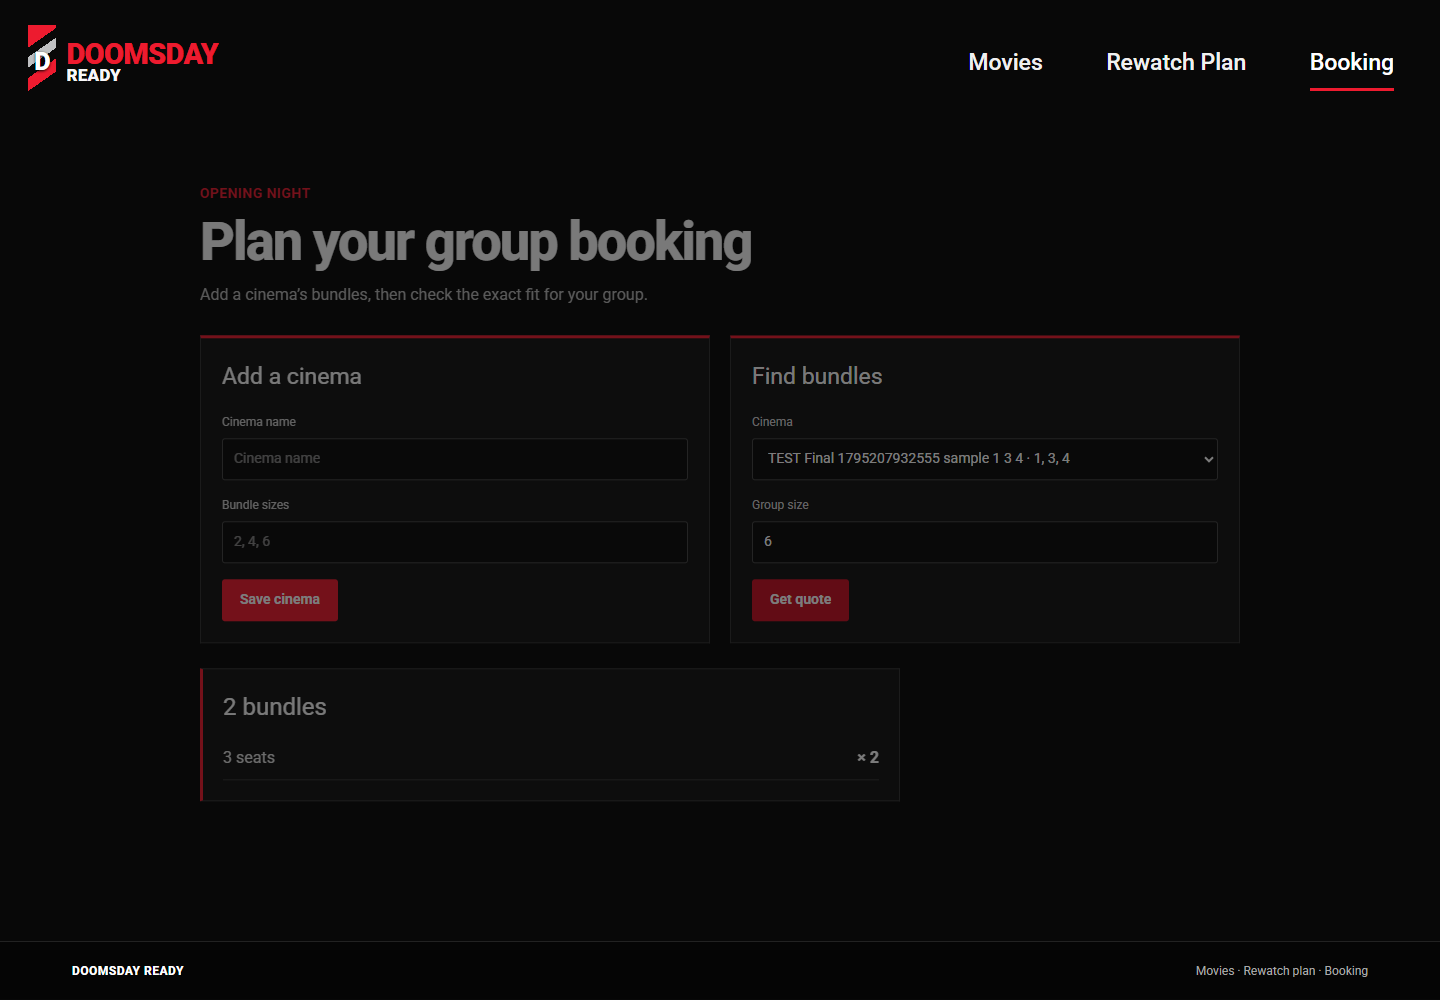 D DOOMSDAY
READY
Movies Rewatch Plan Booking
OPENING NIGHT
Plan your group booking
Add a cinema’s bundles, then check the exact fit for your group.
Add a cinema
Cinema name
Cinema name
Bundle sizes
2, 4, 6
Save cinema
Find bundles
Cinema
TEST Final 1795207932555 sample 1 3 4 · 1, 3, 4
Group size
6
Get quote
2 bundles
3 seats × 2
DOOMSDAY READY
Movies · Rewatch plan · Booking